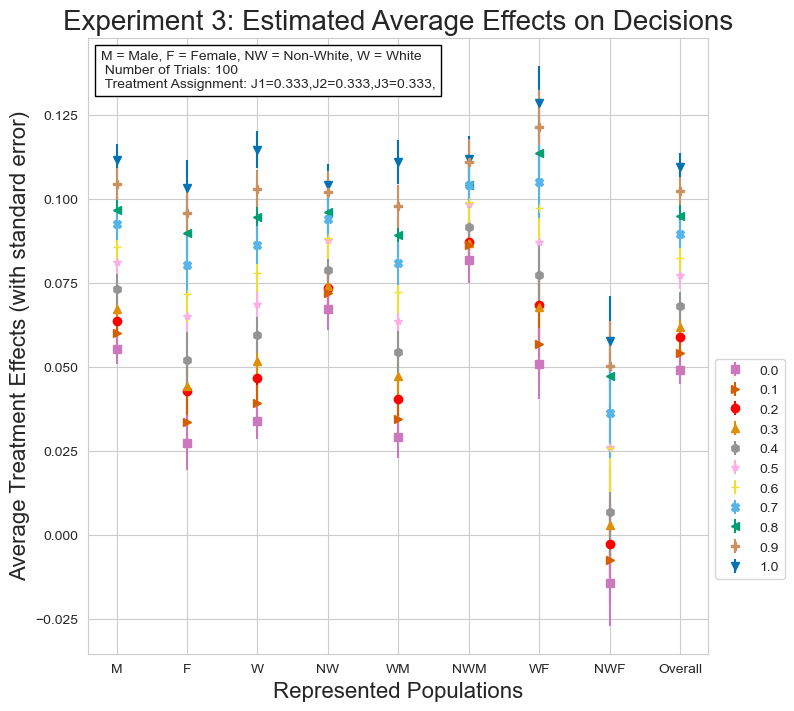 Experiment 3: Estimated Average Effects on Decisions
M = Male, F = Female, NW = Non-White, W = White
Number of Trials: 100
Treatment Assignment: J1=0.333,J2=0.333,J3=0.333,
Average Treatment Effects (with standard error)
0.125
0.100
0.075
0.050
0.025
0.000
−0.025
M F W NW WM NWM WF NWF Overall
Represented Populations
0.0
0.1
0.2
0.3
0.4
0.5
0.6
0.7
0.8
0.9
1.0